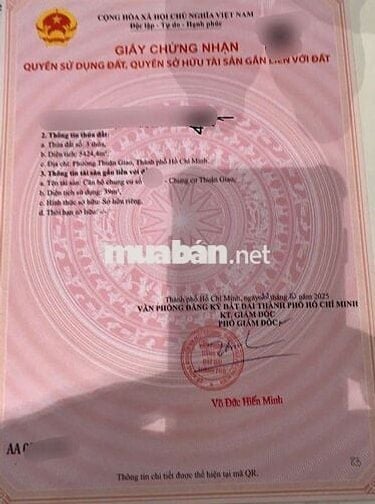 CỘNG HÒA XÃ HỘI CHỦ NGHĨA VIỆT NAM
Độc lập - Tự do - Hạnh phúc
GIẤY CHỨNG NHẬN
QUYỀN SỬ DỤNG ĐẤT, QUYỀN SỞ HỮU TÀI SẢN GẮN LIỀN VỚI ĐẤT
2. Thông tin thửa đất:
a. Thửa đất số: 3 thửa,
b. Diện tích: 5424,4m²
c. Địa chỉ: Phường Thuận Giao, Thành phố Hồ Chí Minh.
3. Thông tin tài sản gắn liền với
a. Tên tài sản: Căn hộ chung cư số - Chung cư Thuận Giao,
b. Diện tích sử dụng: 39m²,
c. Hình thức sở hữu: Sở hữu riêng,
d. Thời hạn sở hữu: -/-
muaban.net
Thành phố Hồ Chí Minh, ngày tháng năm 2025
VĂN PHÒNG ĐĂNG KÝ ĐẤT ĐAI THÀNH PHỐ HỒ CHÍ MINH
KT. GIÁM ĐỐC
PHÓ GIÁM ĐỐC
Võ Đức Hiển Minh
AA
Thông tin chi tiết được thể hiện tại mã QR.